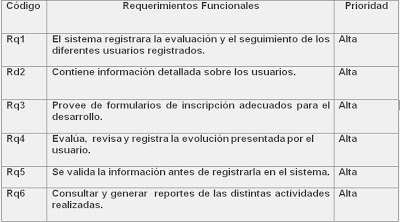 Código Requerimientos Funcionales Prioridad
Rq1 El sistema registrara la evaluación y el seguimiento de los Alta
diferentes usuarios registrados.
Rd2 Contiene información detallada sobre los usuarios. Alta
Rq3 Provee de formularios de inscripción adecuados para el Alta
desarrollo.
Rq4 Evalúa, revisa y registra la evolución presentada por el Alta
usuario.
Rq5 Se valida la información antes de registrarla en el sistema. Alta
Rq6 Consultar y generar reportes de las distintas actividades Alta
realizadas.